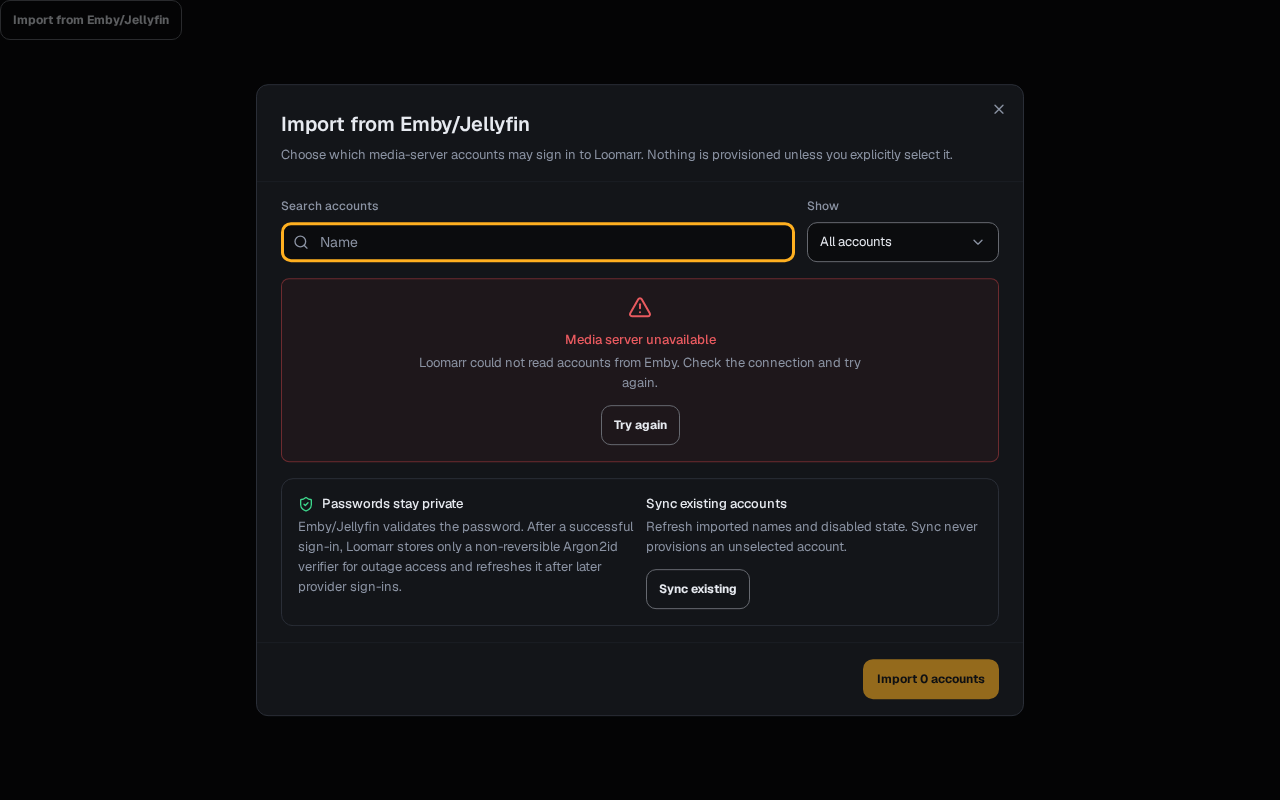 Import from Emby/Jellyfin
Import from Emby/Jellyfin
Choose which media-server accounts may sign in to Loomarr. Nothing is provisioned unless you explicitly select it.
Search accounts
Show
Name
All accounts
Media server unavailable
Loomarr could not read accounts from Emby. Check the connection and try
again.
Try again
Passwords stay private
Emby/Jellyfin validates the password. After a successful
sign-in, Loomarr stores only a non-reversible Argon2id
verifier for outage access and refreshes it after later
provider sign-ins.
Sync existing accounts
Refresh imported names and disabled state. Sync never
provisions an unselected account.
Sync existing
Import 0 accounts